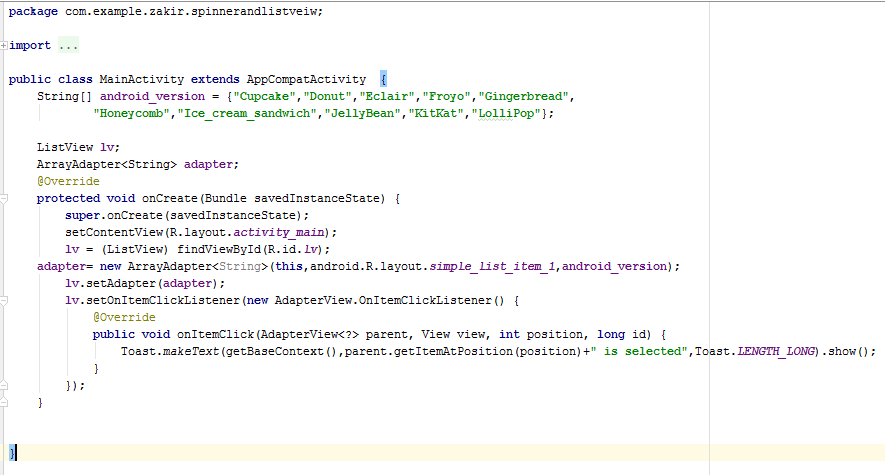 package com.example.zakir.spinnerandlistveiw;
import ...
public class MainActivity extends AppCompatActivity  {
    String[] android_version = {"Cupcake","Donut","Eclair","Froyo","Gingerbread",
            "Honeycomb","Ice_cream_sandwich","JellyBean","KitKat","LolliPop"};
    ListView lv;
    ArrayAdapter<String> adapter;
    @Override
    protected void onCreate(Bundle savedInstanceState) {
        super.onCreate(savedInstanceState);
        setContentView(R.layout.activity_main);
        lv = (ListView) findViewById(R.id.lv);
    adapter= new ArrayAdapter<String>(this,android.R.layout.simple_list_item_1,android_version);
        lv.setAdapter(adapter);
        lv.setOnItemClickListener(new AdapterView.OnItemClickListener() {
            @Override
            public void onItemClick(AdapterView<?> parent, View view, int position, long id) {
                Toast.makeText(getBaseContext(),parent.getItemAtPosition(position)+" is selected",Toast.LENGTH_LONG).show();
            }
        });
    }
}